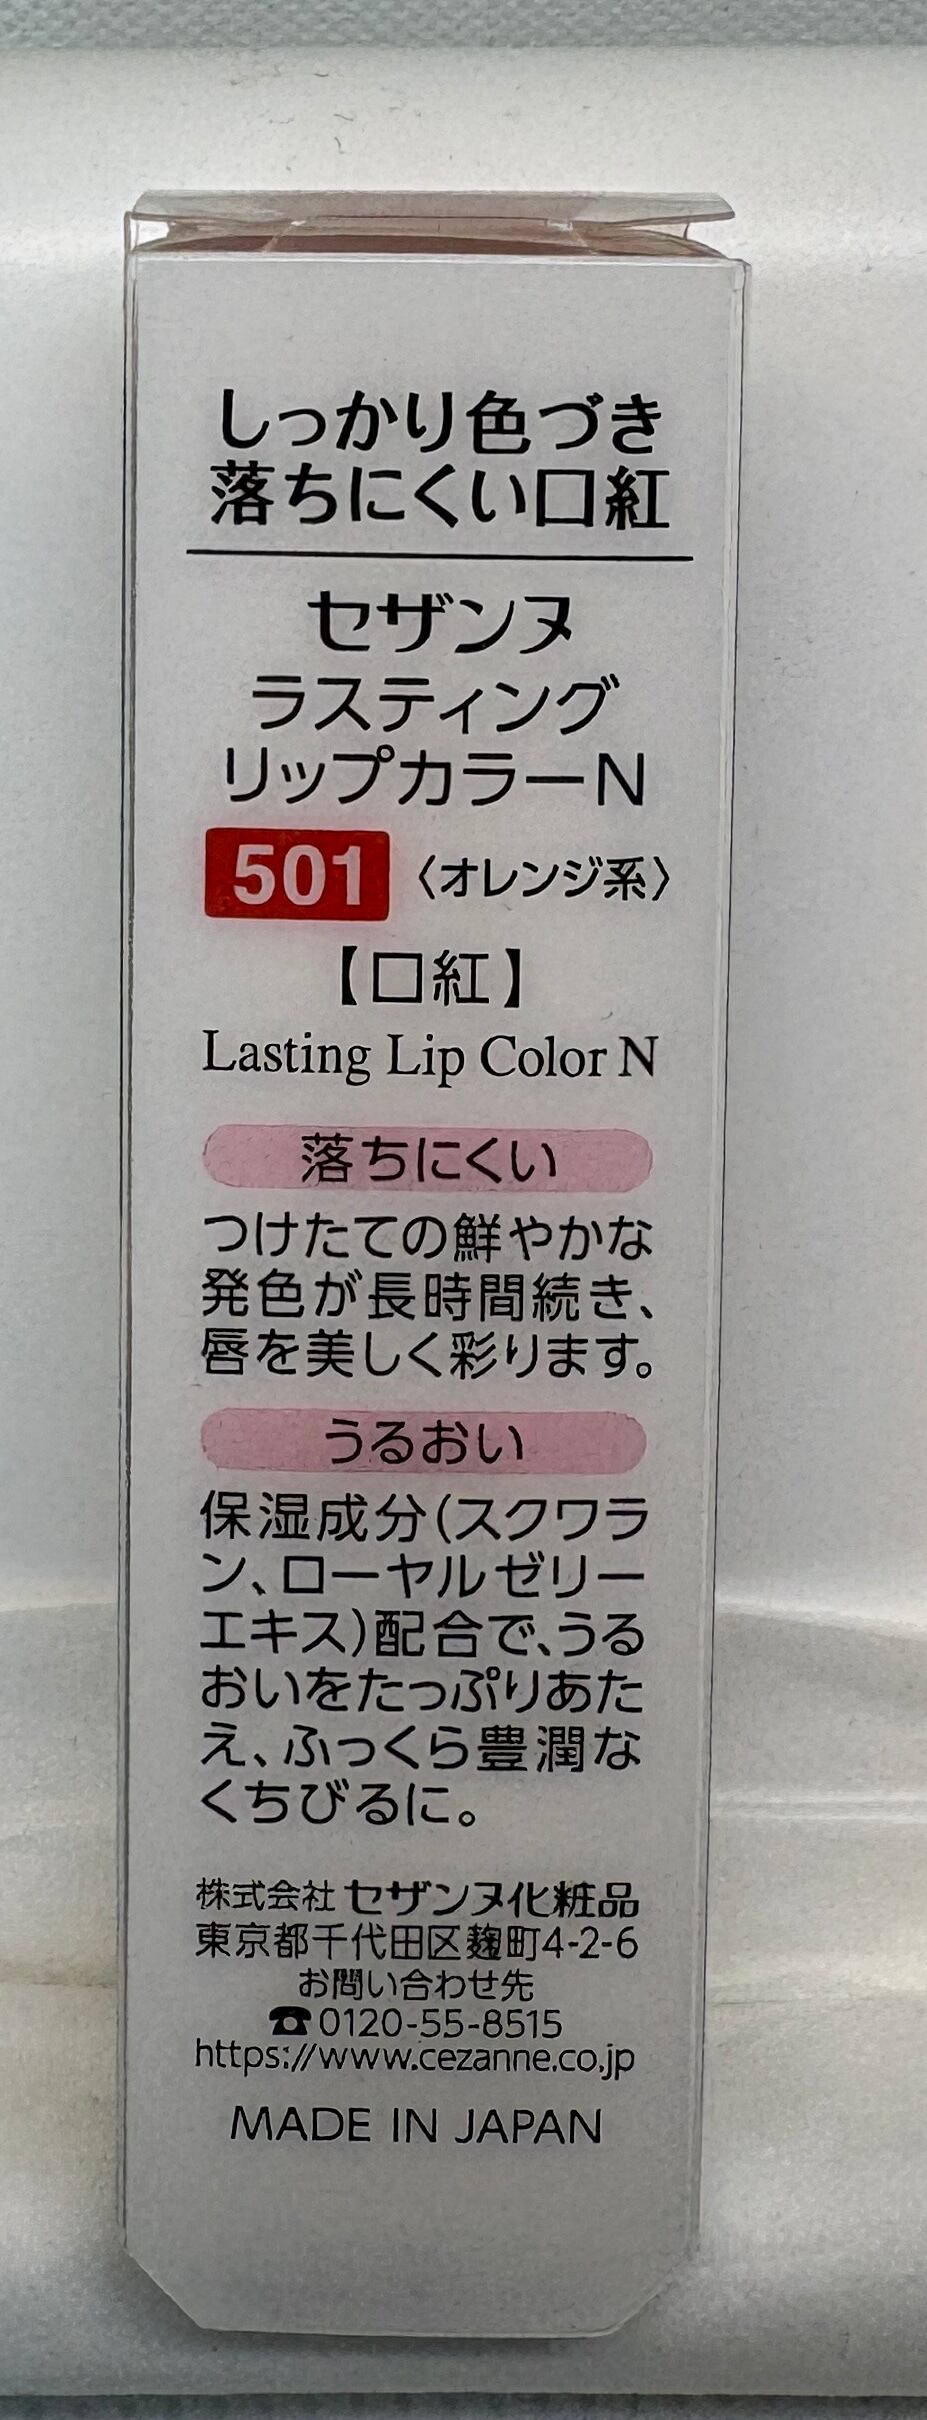 しっかり色づき
落ちにくい口紅
セザンヌ
ラスティング
リップカラーN
501 〈オレンジ系〉
【口紅】
Lasting Lip Color N
落ちにくい
つけたての鮮やかな
発色が長時間続き、
唇を美しく彩ります。
うるおい
保湿成分(スクワラ
ン、ローヤルゼリー
エキス)配合で、うる
おいをたっぷりあた
え、ふっくら豊潤な
くちびるに。
株式会社 セザンヌ化粧品
東京都千代田区麹町4-2-6
お問い合わせ先
☎0120-55-8515
https://www.cezanne.co.jp
MADE IN JAPAN